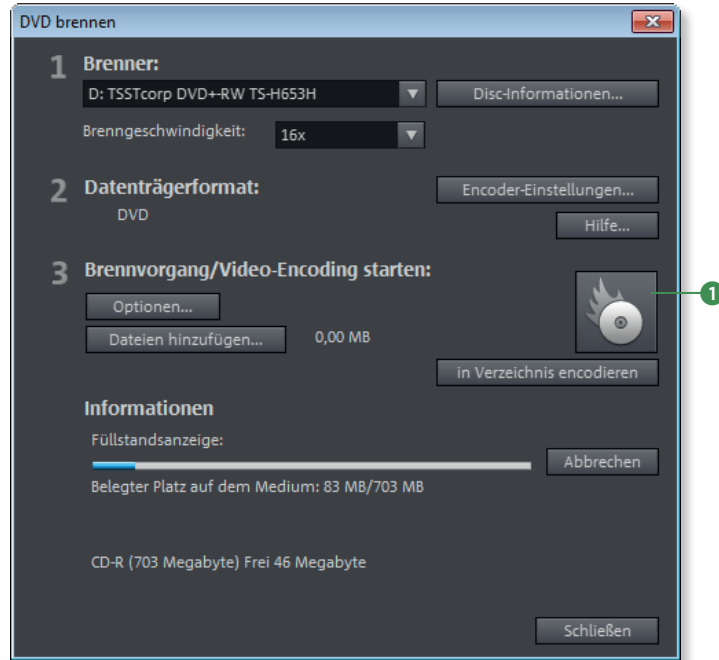 DVD brennen
1 Brenner:
D: TSSTcorp DVD+-RW TS-H653H
Disc-Informationen...
Brenngeschwindigkeit: 16x
2 Datenträgerformat:
Encoder-Einstellungen...
DVD
Hilfe...
3 Brennvorgang/Video-Encoding starten:
1
Optionen...
Dateien hinzufügen... 0,00 MB
in Verzeichnis encodieren
Informationen
Füllstandsanzeige:
Abbrechen
Belegter Platz auf dem Medium: 83 MB/703 MB
CD-R (703 Megabyte) Frei 46 Megabyte
Schließen